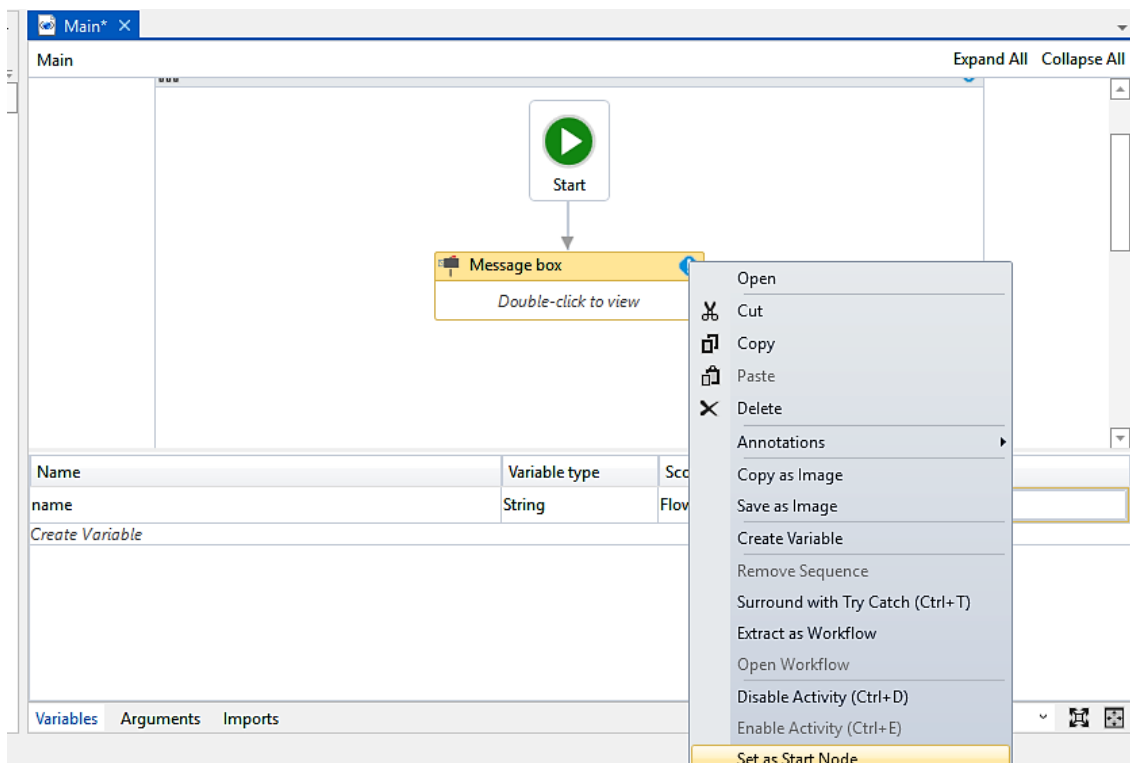 Main*
Main Expand All Collapse All
Start
Message box
Double-click to view
Open
Cut
Copy
Paste
Delete
Annotations
Copy as Image
Save as Image
Create Variable
Remove Sequence
Surround with Try Catch (Ctrl+T)
Extract as Workflow
Open Workflow
Disable Activity (Ctrl+D)
Enable Activity (Ctrl+E)
Set as Start Node
Name Variable type
name String
Create Variable
Variables Arguments Imports